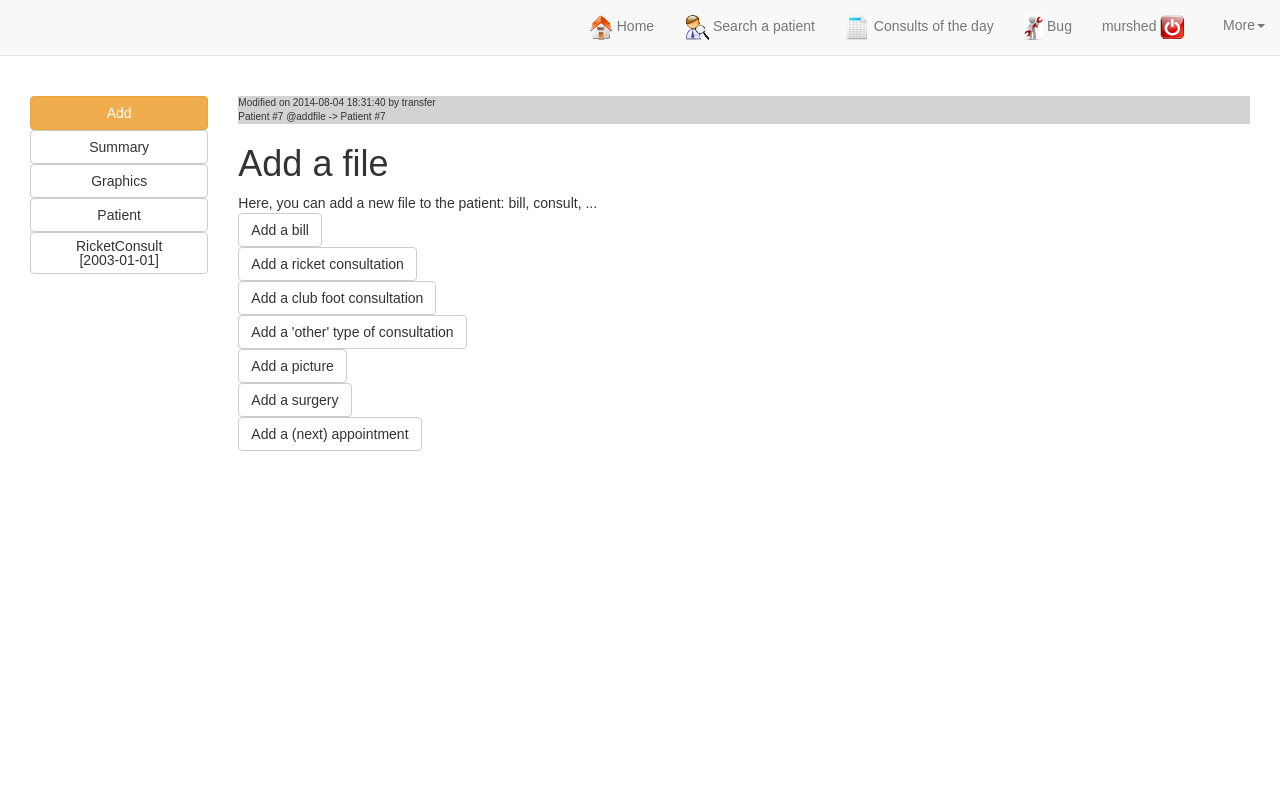 Home Search a patient Consults of the day Bug murshed More
Add
Summary
Graphics
Patient
RicketConsult
[2003-01-01]
Modified on 2014-08-04 18:31:40 by transfer
Patient #7 @addfile -> Patient #7
Add a file
Here, you can add a new file to the patient: bill, consult, ...
Add a bill
Add a ricket consultation
Add a club foot consultation
Add a 'other' type of consultation
Add a picture
Add a surgery
Add a (next) appointment